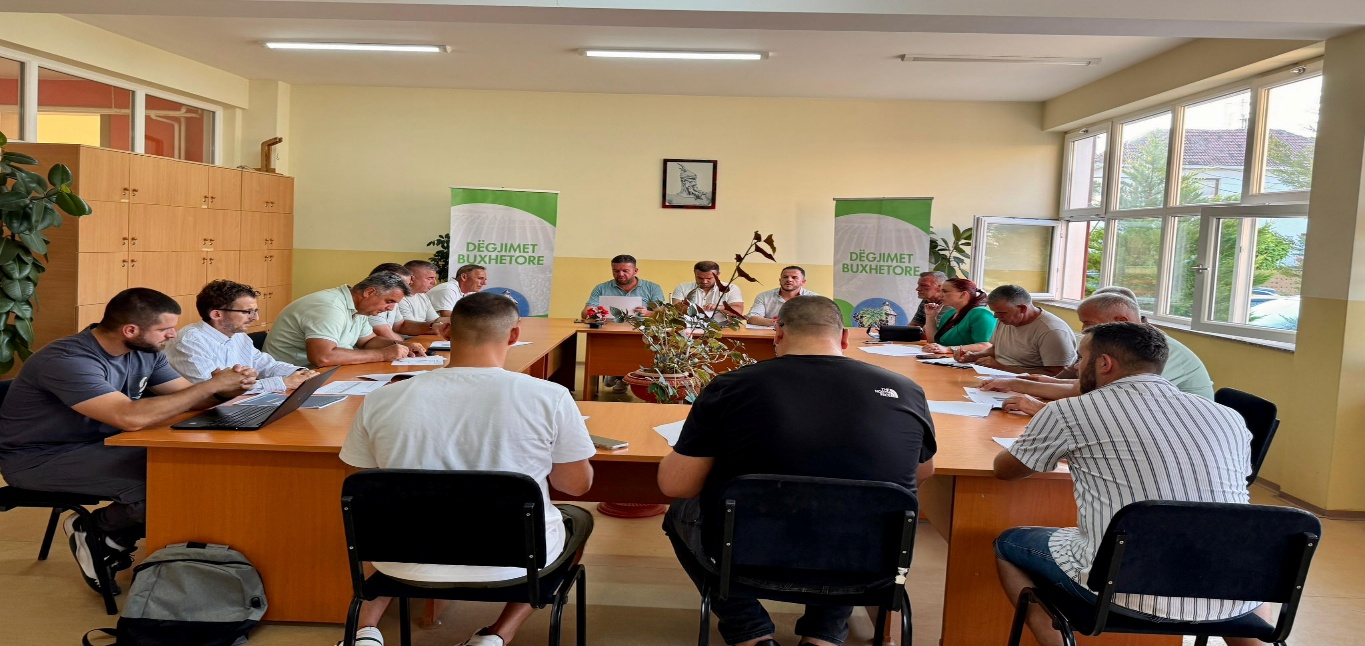 DËGJIMET
BUXHETORE
DËGJIMET
BUXHETORE
THE
NORTH
FACE